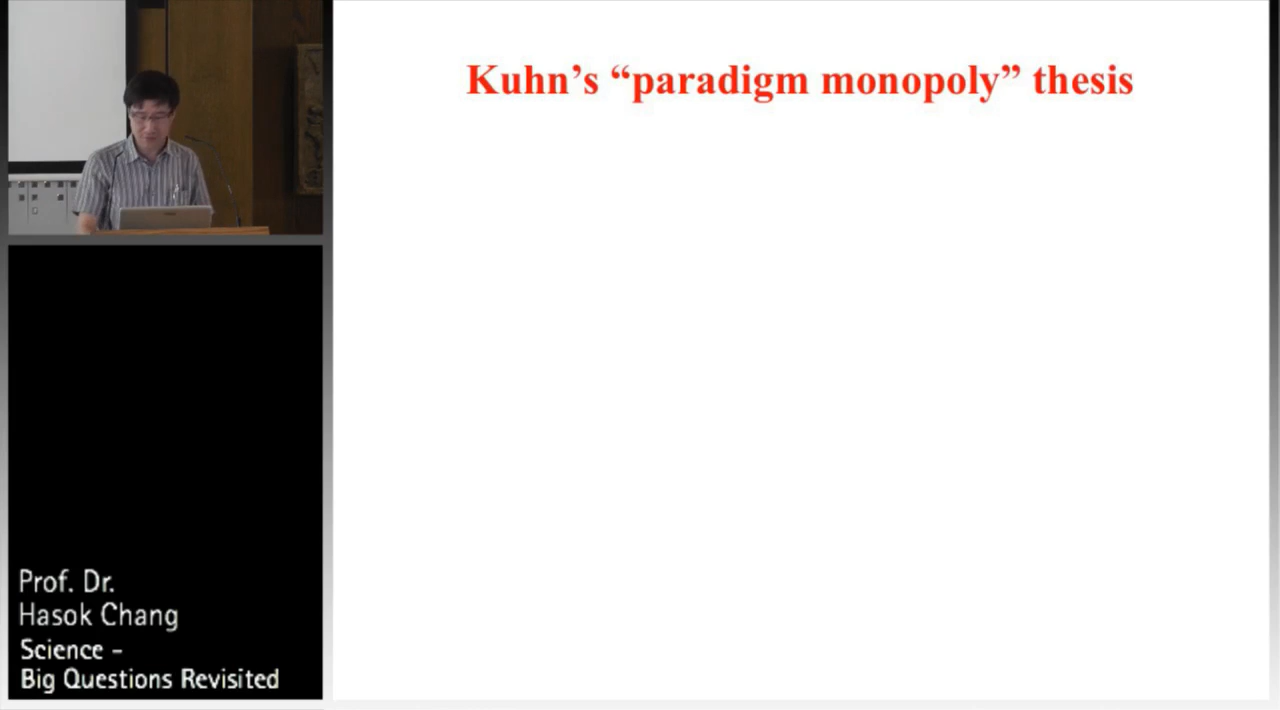 Kuhn’s “paradigm monopoly” thesis
Prof. Dr.
Hasok Chang
Science –
Big Questions Revisited